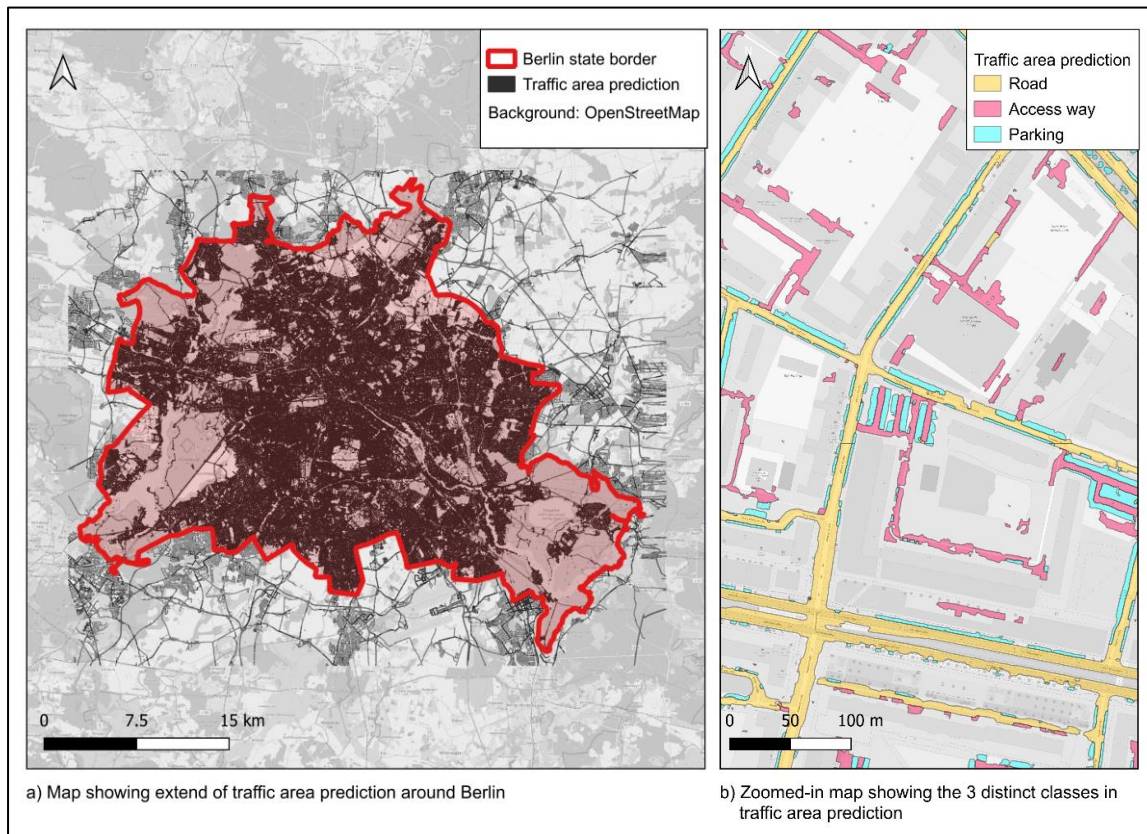 Berlin state border
Traffic area prediction
Background: OpenStreetMap
0 7.5 15 km
a) Map showing extend of traffic area prediction around Berlin
Traffic area prediction
Road
Access way
Parking
0 50 100 m
b) Zoomed-in map showing the 3 distinct classes in
traffic area prediction